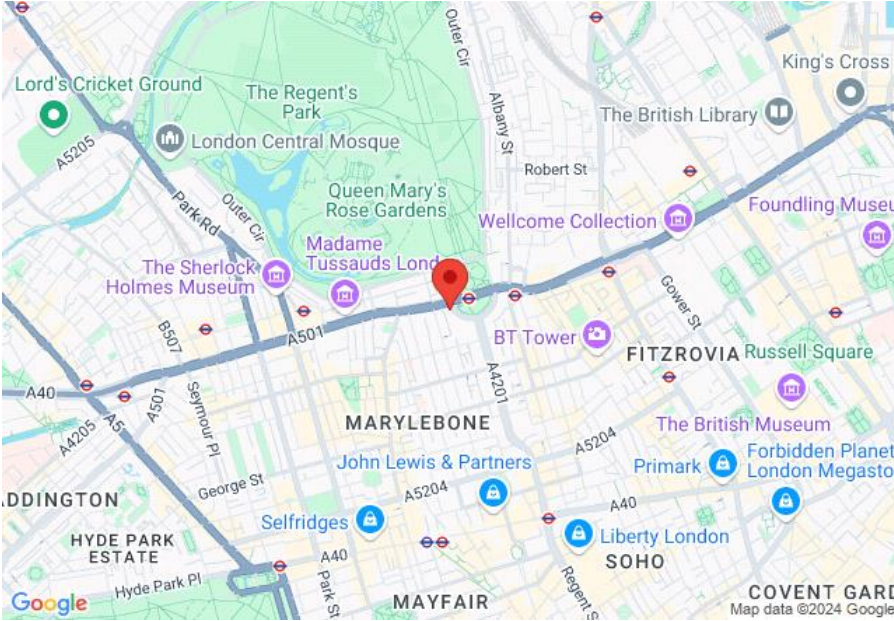 Outer Cir
King's Cross
Lord's Cricket Ground
The Regent's
Park
Albany St
The British Library
London Central Mosque
A5205
Robert St
Queen Mary's
Rose Gardens
Outer Cir
Park Rd
Wellcome Collection
Foundling Museu
Madame
Tussauds Lond
The Sherlock
Holmes Museum
Gower St
B507
A501
BT Tower
FITZROVIA
Russell Square
A40
A501
Seymour Pl
A4201
A5
A4205
MARYLEBONE
The British Museum
A5204
John Lewis & Partners
Primark
Forbidden Planet
London Megasto
George St
A5204
ADDINGTON
A40
Selfridges
Liberty London
HYDE PARK
ESTATE
A40
SOHO
Hyde Park Pl
Park St
Regent S
MAYFAIR
COVENT GARD
Google
Map data ©2024 Google